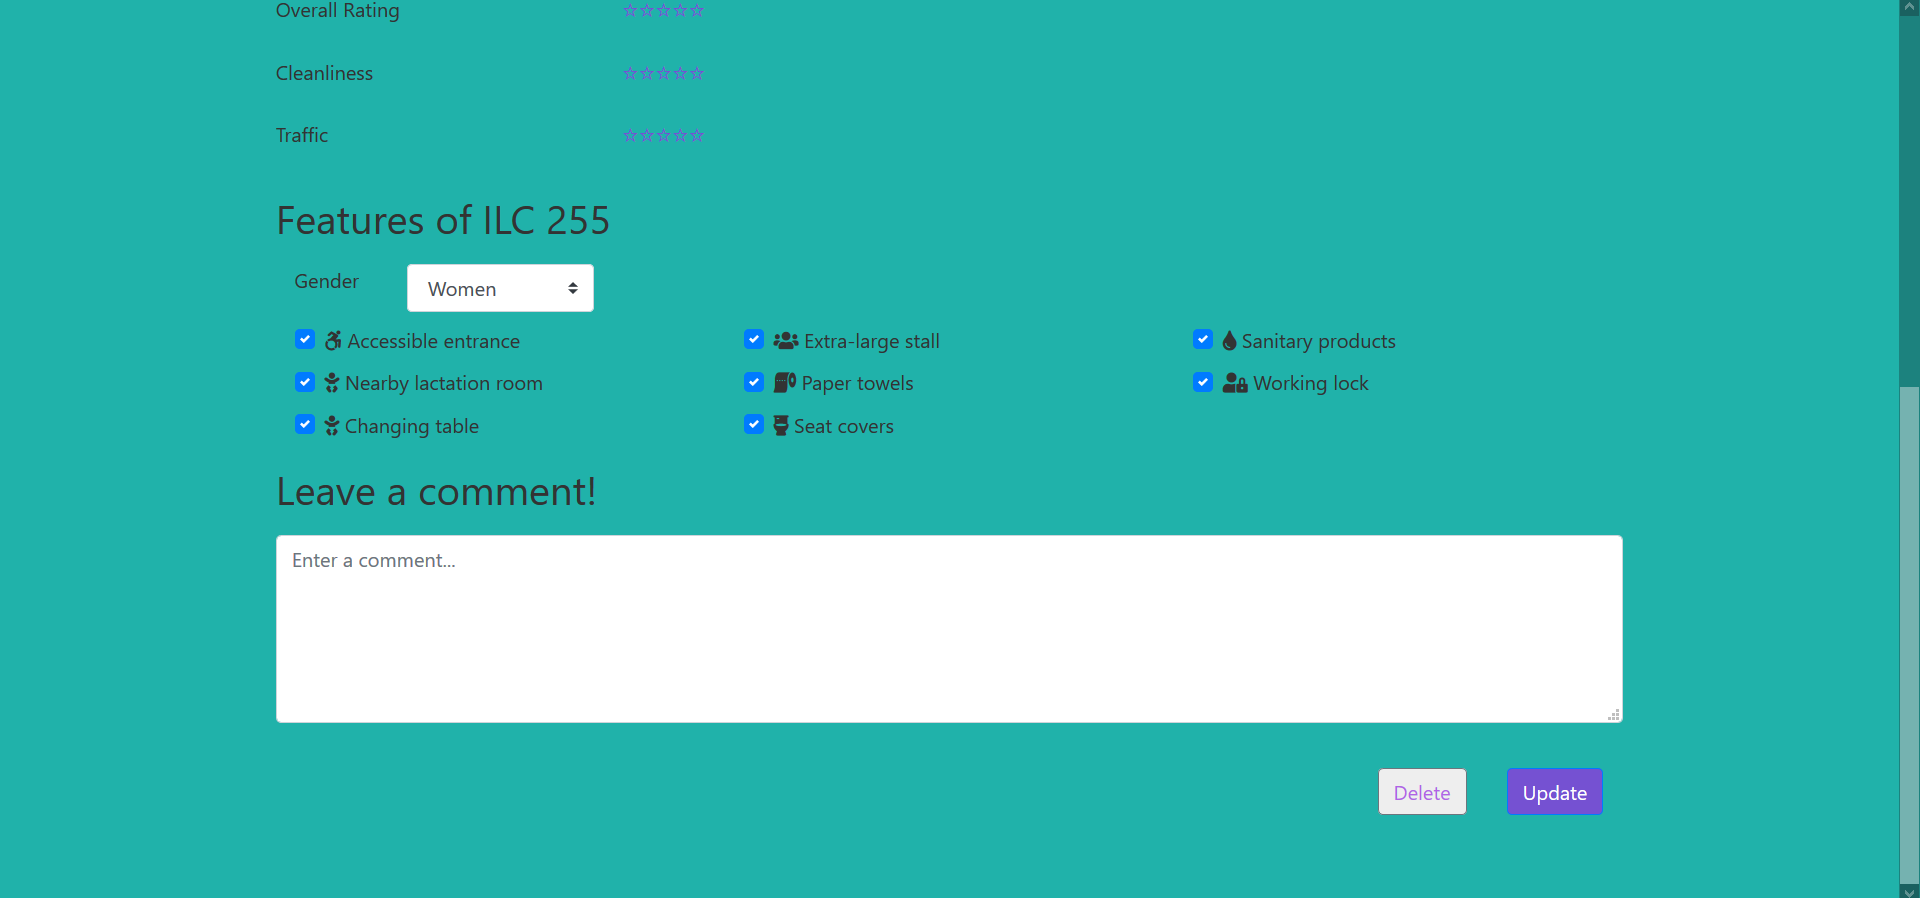 Overall Rating ☆☆☆☆☆
Cleanliness ☆☆☆☆☆
Traffic ☆☆☆☆☆
Features of ILC 255
Gender Women
Accessible entrance Extra-large stall Sanitary products
Nearby lactation room Paper towels Working lock
Changing table Seat covers
Leave a comment!
Enter a comment...
Delete Update